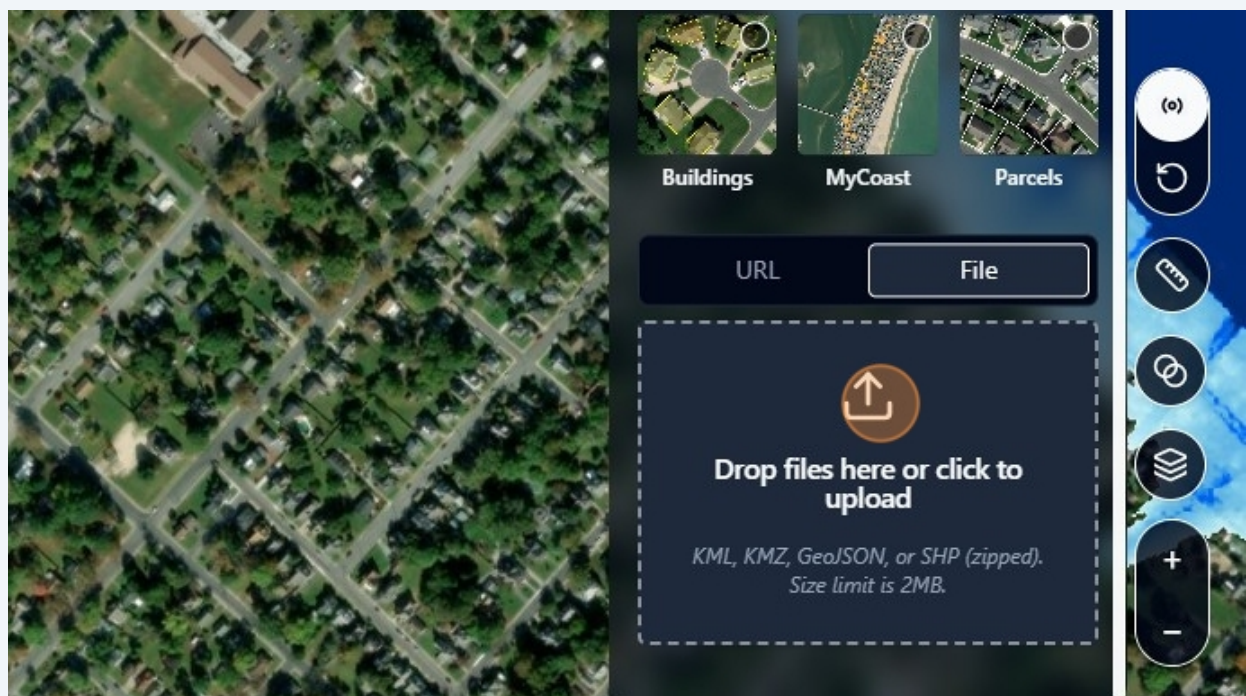 Buildings MyCoast Parcels
URL File
Drop files here or click to
upload
KML, KMZ, GeoJSON, or SHP (zipped).
Size limit is 2MB.
+
−